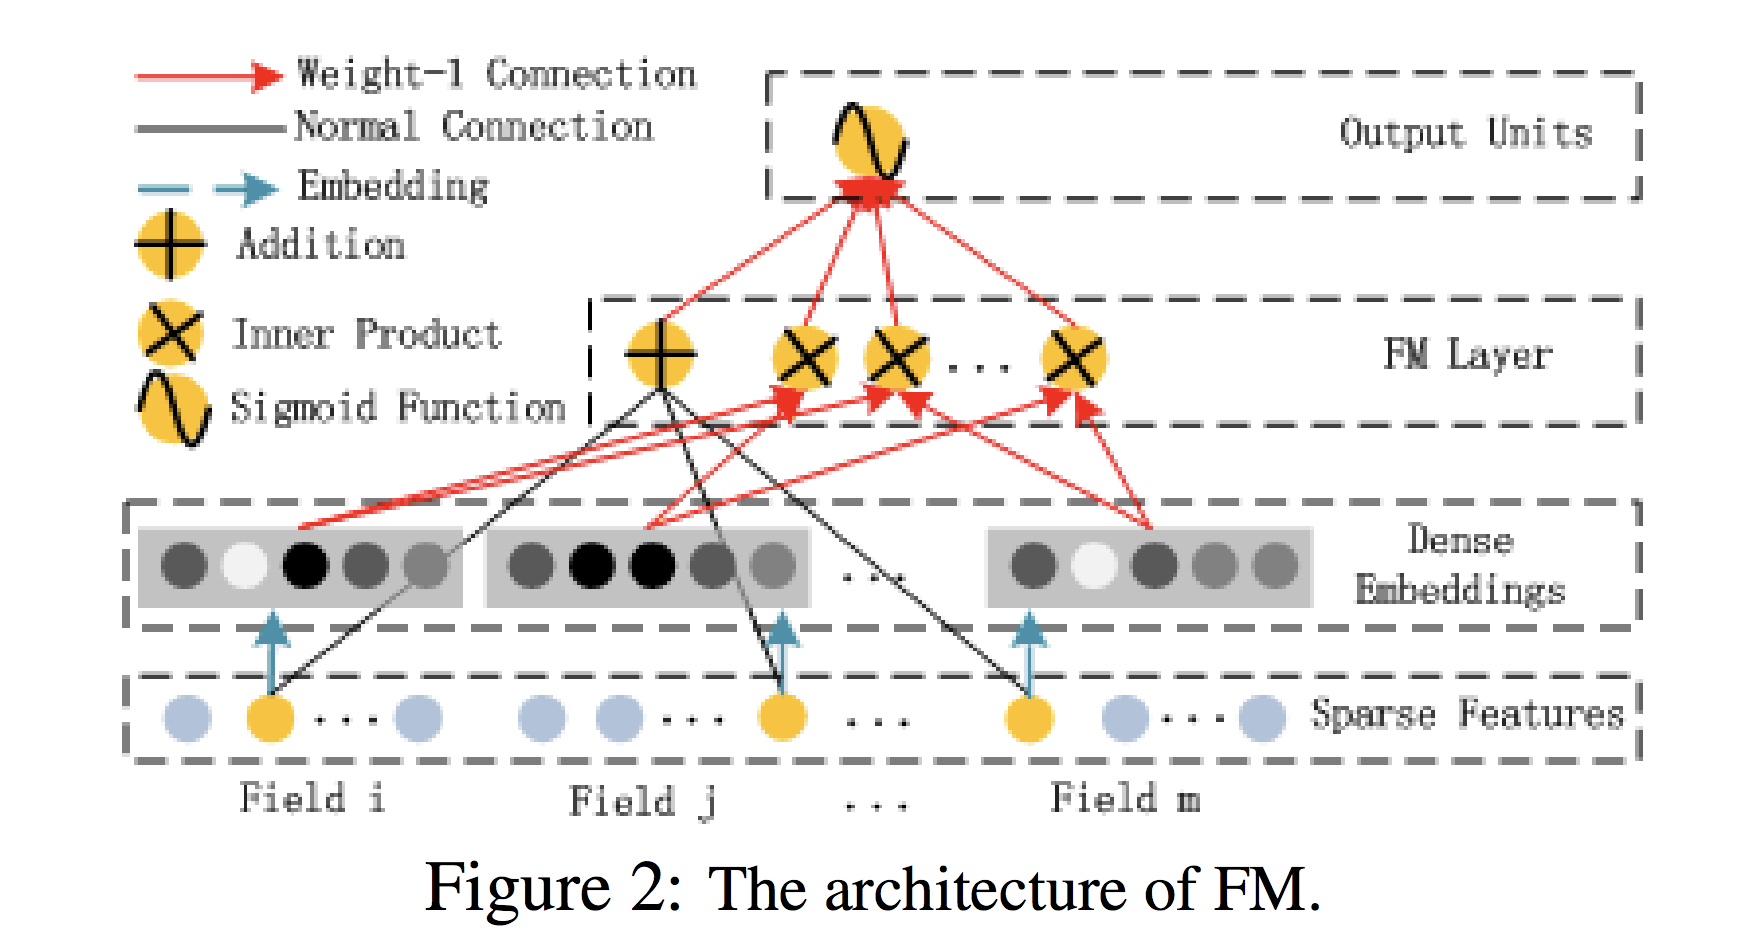 Weight-1 Connection
Normal Connection
Embedding
Addition
Inner Product
Sigmoid Function
Output Units
FM Layer
...
Dense
Embeddings
...
Sparse Features
... ... ... ...
Field i Field j ... Field m
Figure 2: The architecture of FM.